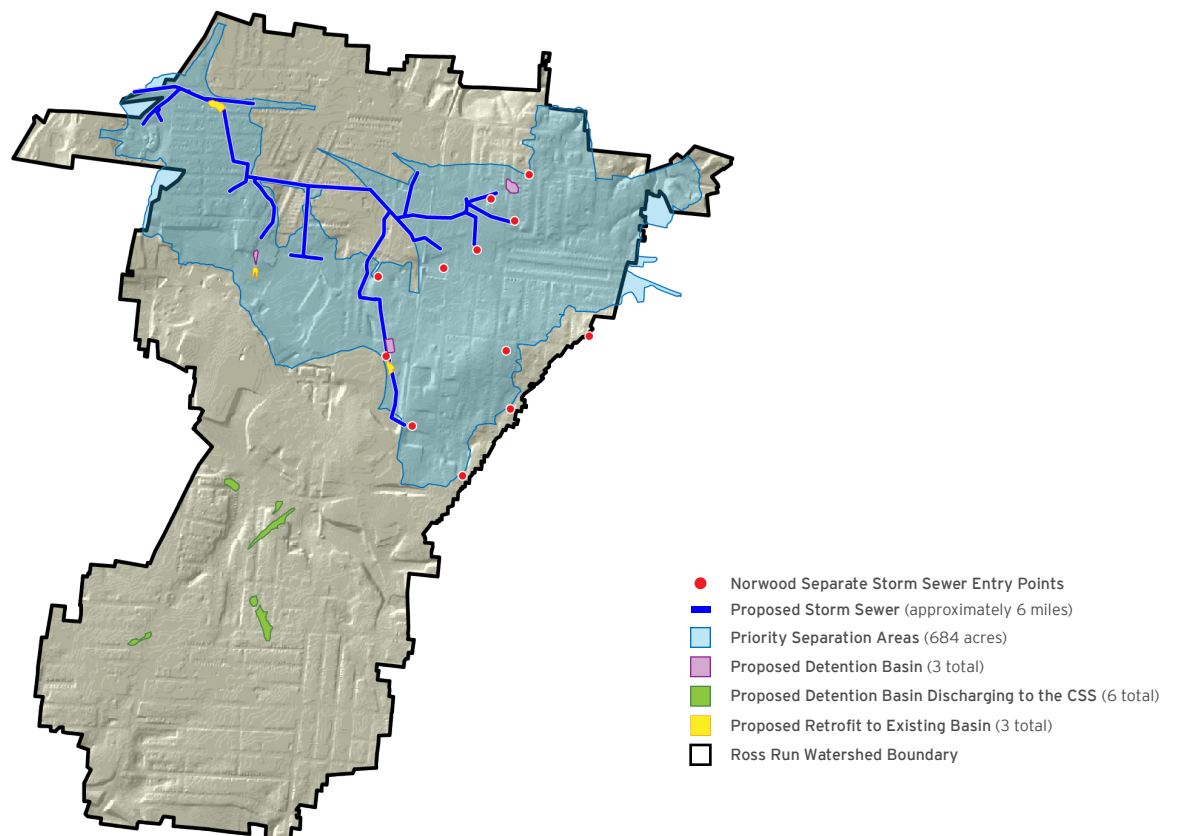 Norwood Separate Storm Sewer Entry Points
Proposed Storm Sewer (approximately 6 miles)
Priority Separation Areas (684 acres)
Proposed Detention Basin (3 total)
Proposed Detention Basin Discharging to the CSS (6 total)
Proposed Retrofit to Existing Basin (3 total)
Ross Run Watershed Boundary